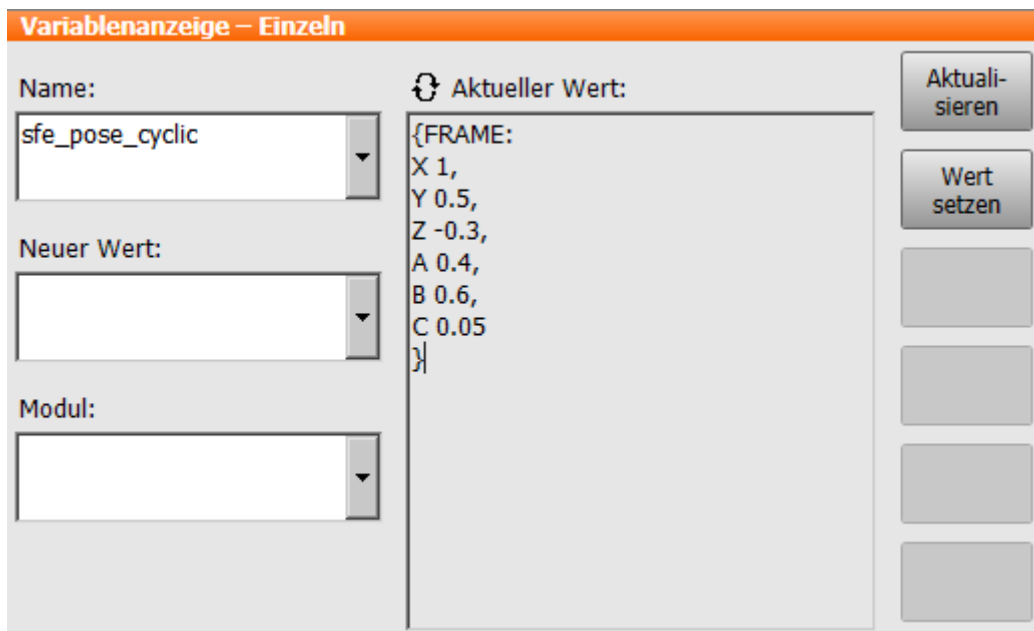 Variablenanzeige – Einzeln
Name:
sfe_pose_cyclic
Neuer Wert:
Modul:
Aktueller Wert:
{FRAME:
X 1,
Y 0.5,
Z -0.3,
A 0.4,
B 0.6,
C 0.05
}
Aktuali-
sieren
Wert
setzen